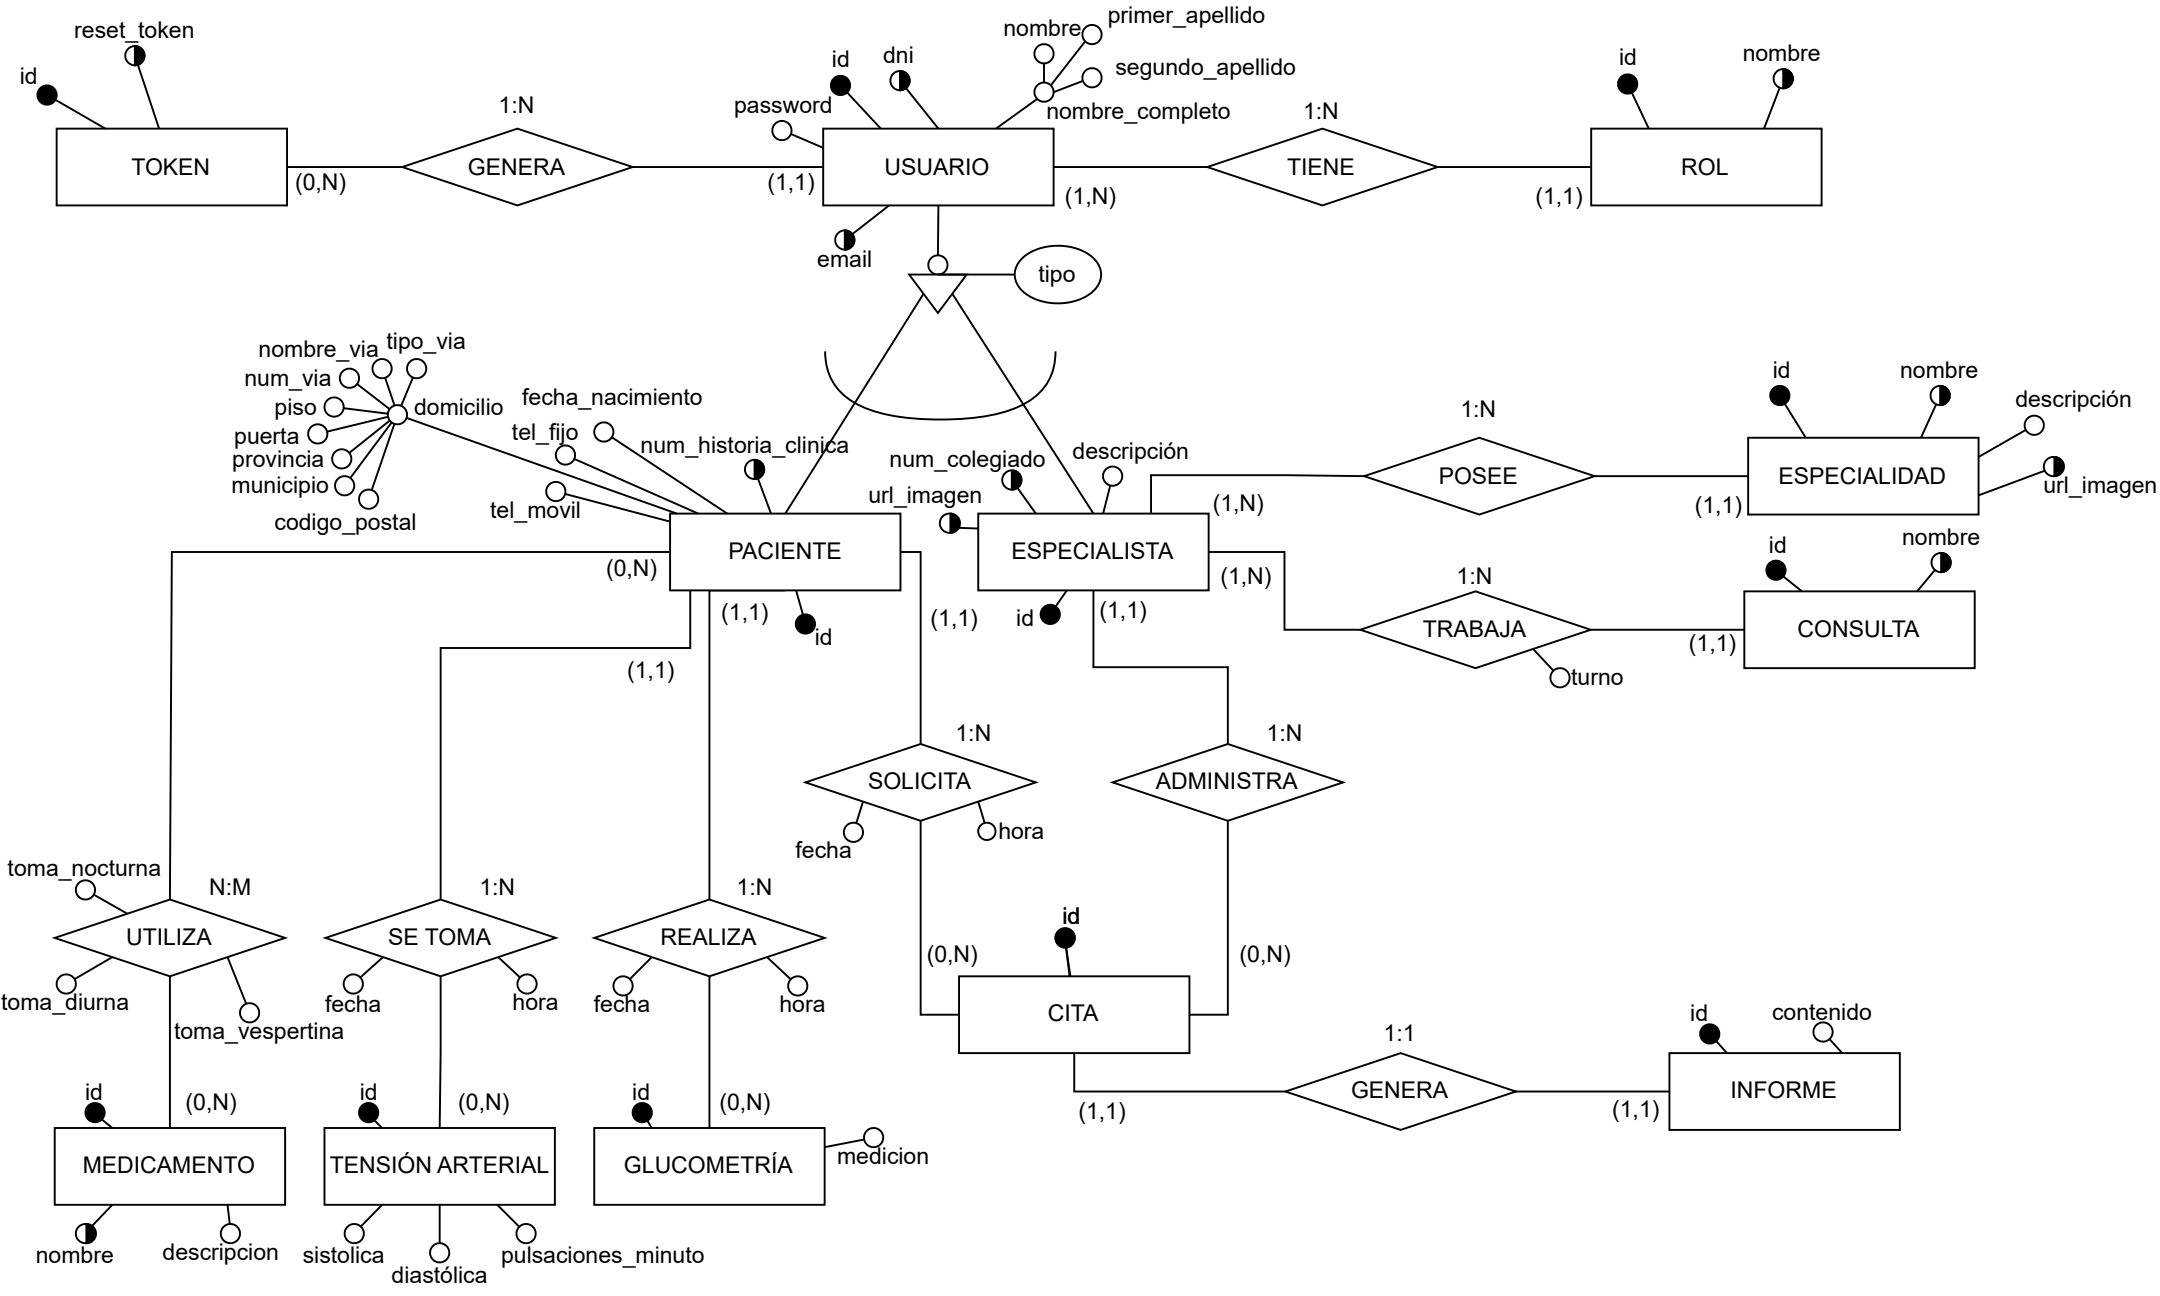 reset_token
id
TOKEN
(0,N)
1:N
GENERA
(1,1)
password
id
dni
nombre
primer_apellido
segundo_apellido
nombre_completo
USUARIO
email
(1,N)
1:N
TIENE
(1,1)
id
nombre
ROL
tipo
nombre_via
tipo_via
num_via
piso
domicilio
puerta
provincia
municipio
codigo_postal
fecha_nacimiento
tel_fijo
num_historia_clinica
tel_movil
PACIENTE
(0,N)
(1,1)
(1,1)
id
(1,1)
num_colegiado
descripción
url_imagen
ESPECIALISTA
id
(1,1)
(1,N)
1:N
POSEE
(1,1)
id
nombre
descripción
ESPECIALIDAD
url_imagen
(1,N)
1:N
TRABAJA
turno
(1,1)
id
nombre
CONSULTA
1:N
SOLICITA
fecha
hora
(0,N)
1:N
ADMINISTRA
(0,N)
id
CITA
(1,1)
1:1
GENERA
(1,1)
id
contenido
INFORME
toma_nocturna
N:M
UTILIZA
toma_diurna
toma_vespertina
1:N
SE TOMA
fecha
hora
1:N
REALIZA
fecha
hora
id
(0,N)
MEDICAMENTO
nombre
descripcion
id
(0,N)
TENSIÓN ARTERIAL
sistolica
diastólica
pulsaciones_minuto
id
(0,N)
GLUCOMETRÍA
medicion